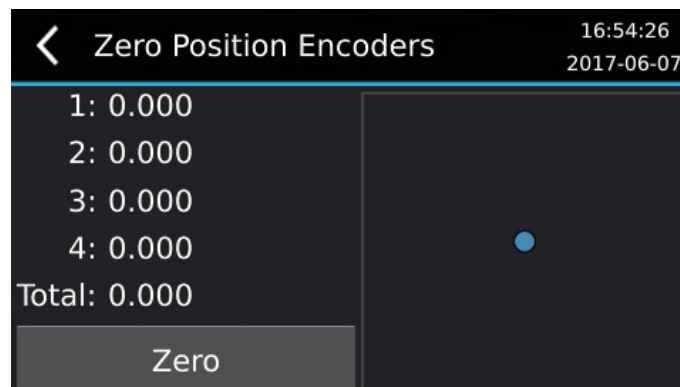 Zero Position Encoders
16:54:26
2017-06-07
1: 0.000
2: 0.000
3: 0.000
4: 0.000
Total: 0.000
Zero